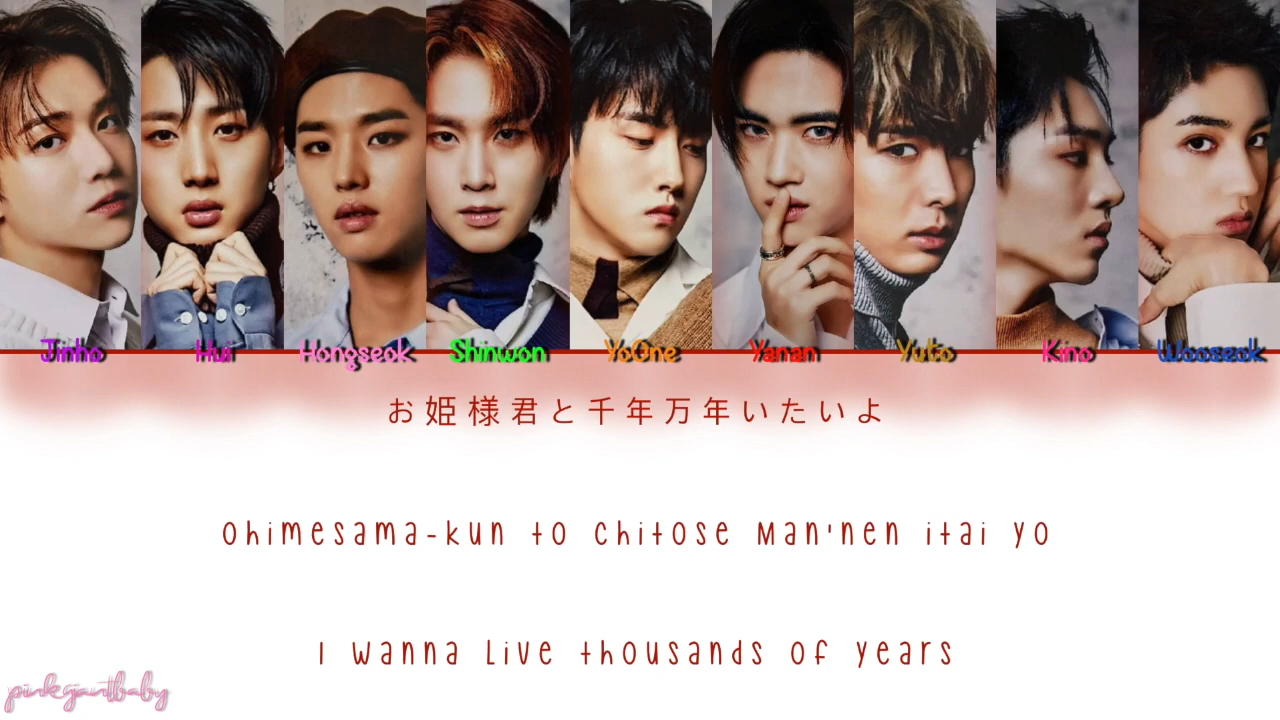 Jinho Hui Hongseok Shinwon YoOne Yanan Yuto Kino Wooseok
お姫様君と千年万年いたいよ
Ohimesama-kun to chitose man'nen itai yo
I wanna live thousands of years
pinkgiantbaby